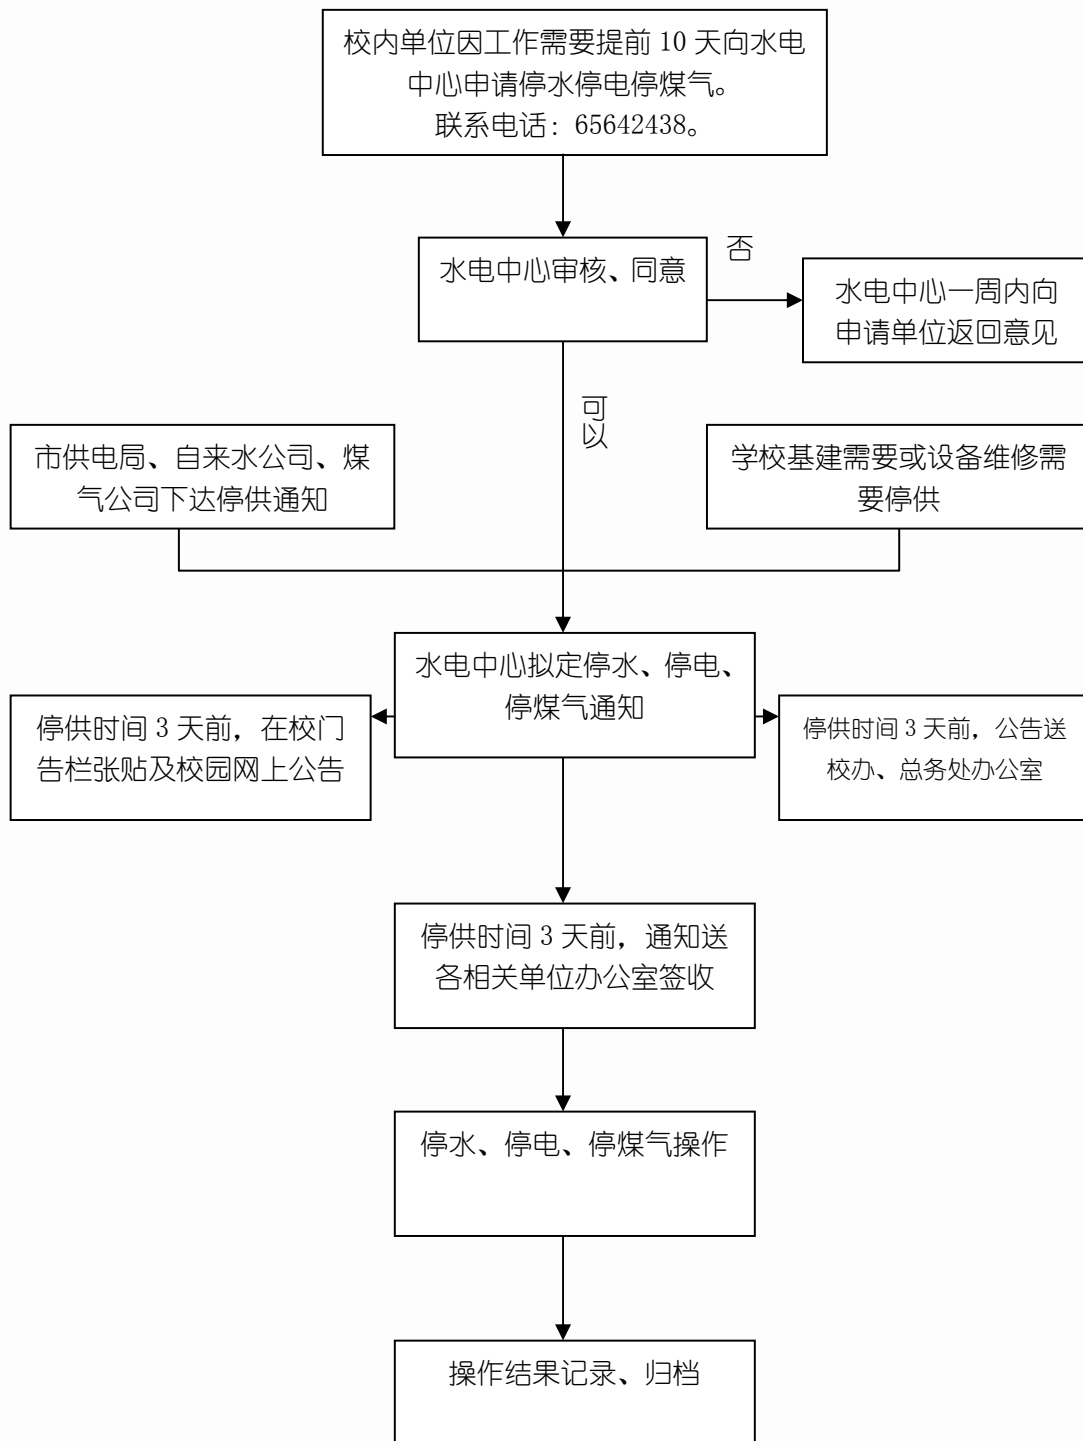 校内单位因工作需要提前 10 天向水电
中心申请停水停电停煤气。
联系电话：65642438。
水电中心审核、同意
否
水电中心一周内向
申请单位返回意见
可
以
市供电局、自来水公司、煤
气公司下达停供通知
学校基建需要或设备维修需
要停供
水电中心拟定停水、停电、
停煤气通知
停供时间 3 天前，在校门
告栏张贴及校园网上公告
停供时间 3 天前，公告送
校办、总务处办公室
停供时间 3 天前，通知送
各相关单位办公室签收
停水、停电、停煤气操作
操作结果记录、归档